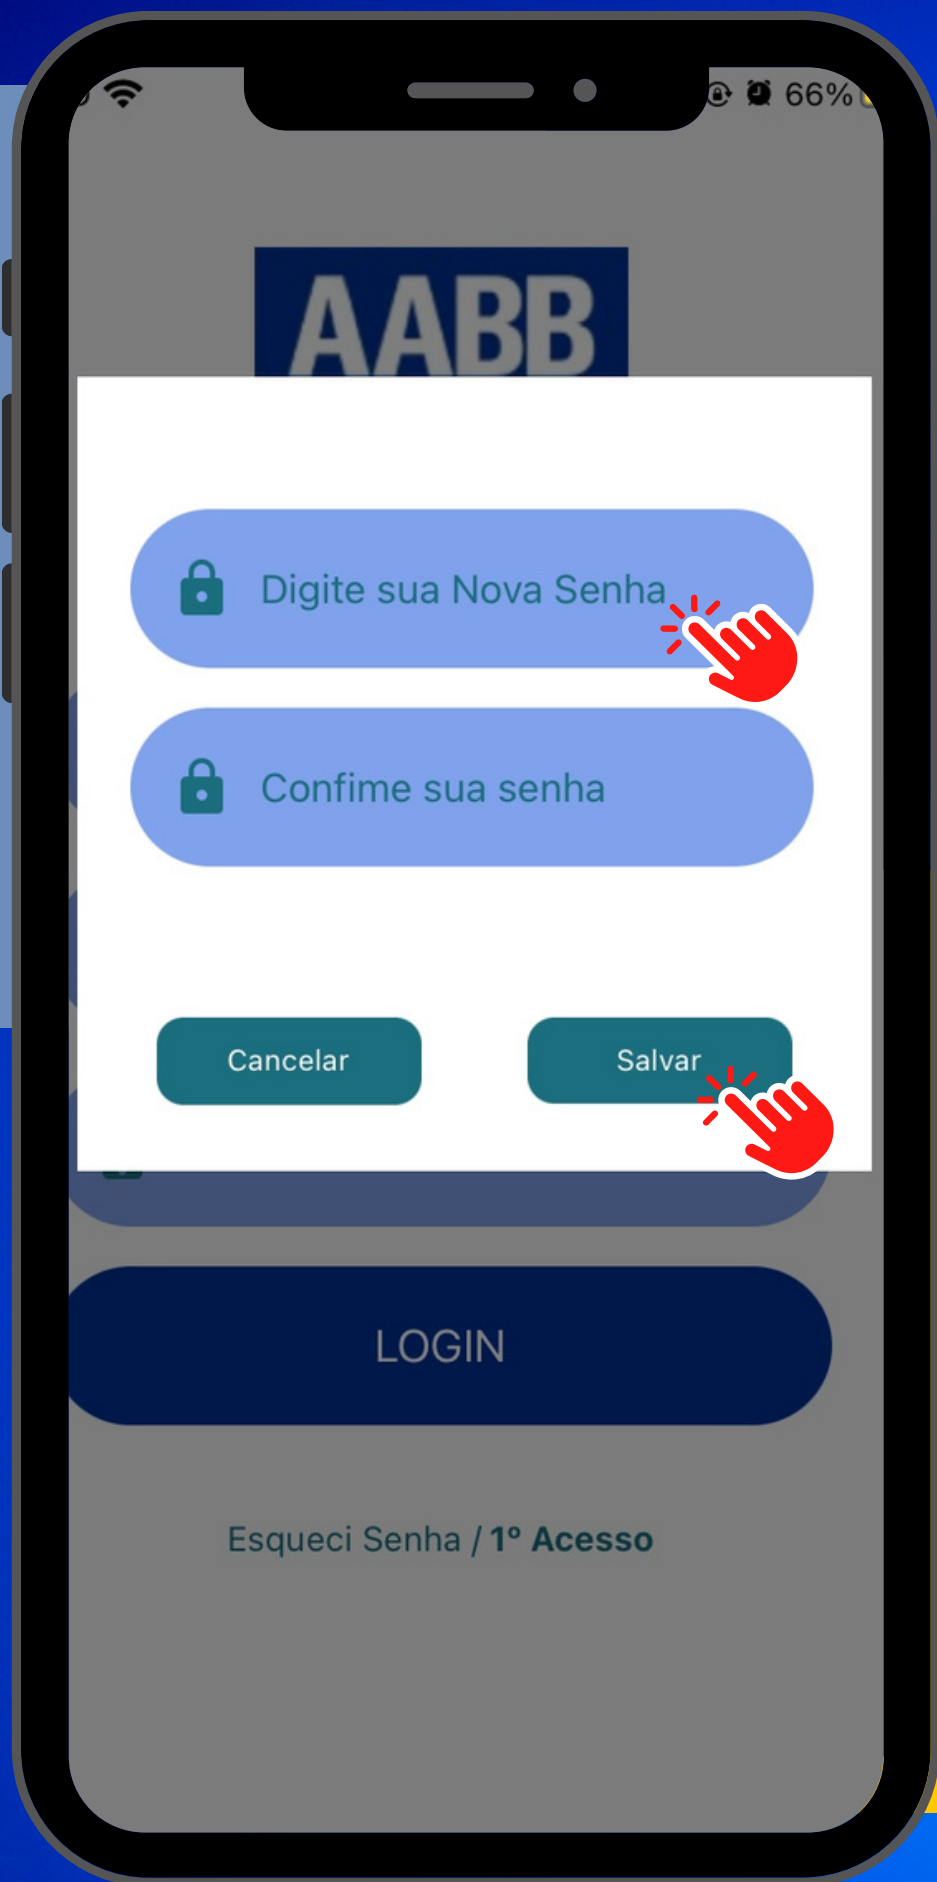 66%
AABB
Digite sua Nova Senha
Confime sua senha
Cancelar
Salvar
LOGIN
Esqueci Senha / 1º Acesso